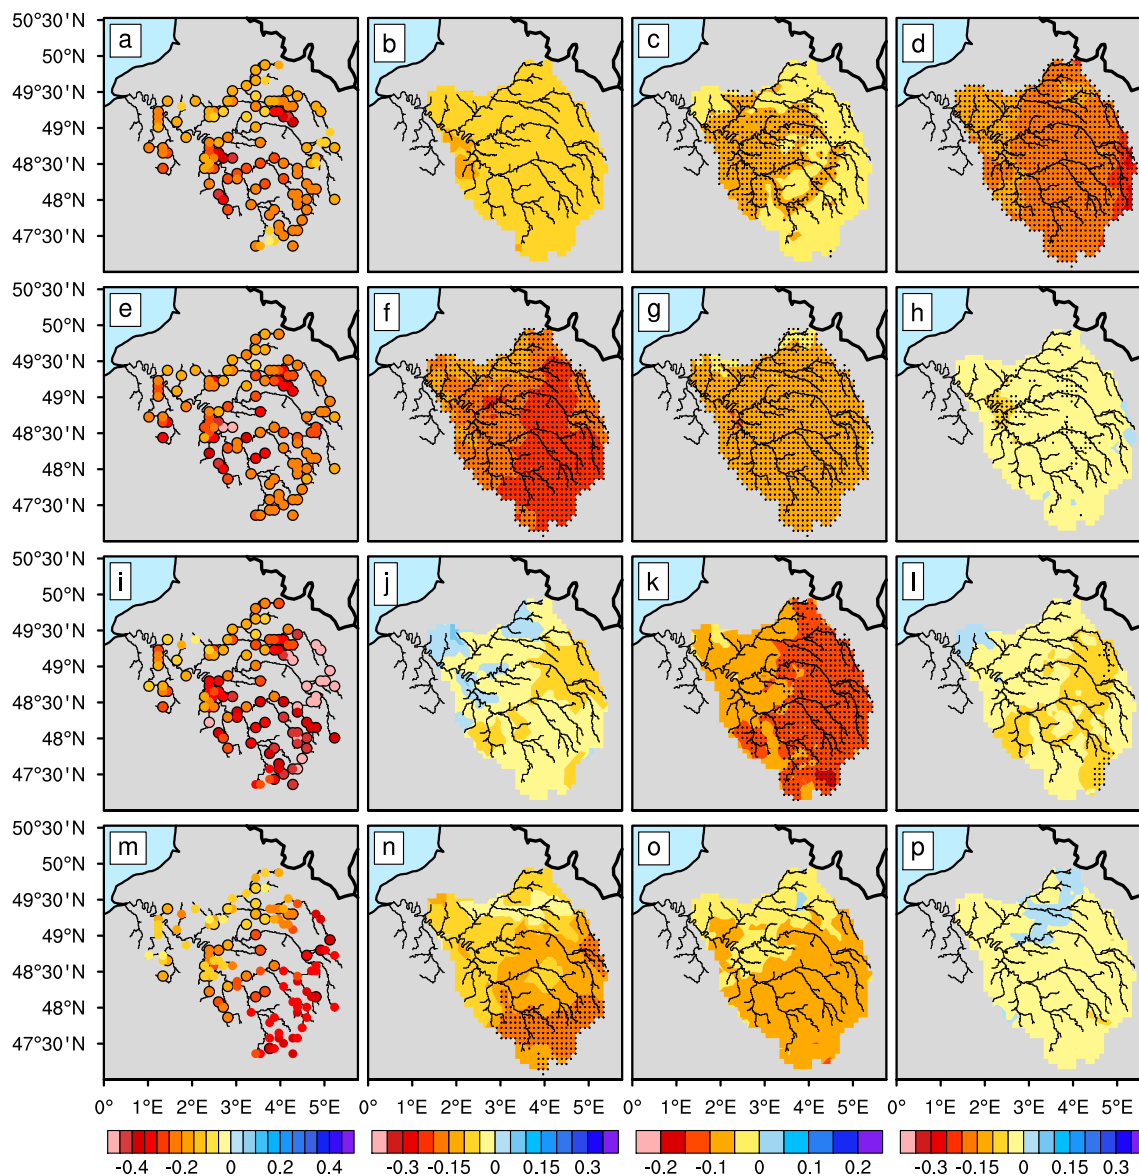 50°30'N a b c d
50°N
49°30'N
49°N
48°30'N
48°N
47°30'N
50°30'N e f g h
50°N
49°30'N
49°N
48°30'N
48°N
47°30'N
50°30'N i j k l
50°N
49°30'N
49°N
48°30'N
48°N
47°30'N
50°30'N m n o p
50°N
49°30'N
49°N
48°30'N
48°N
47°30'N
0° 1°E 2°E 3°E 4°E 5°E 0° 1°E 2°E 3°E 4°E 5°E 0° 1°E 2°E 3°E 4°E 5°E 0° 1°E 2°E 3°E 4°E 5°E
-0.4 -0.2 0 0.2 0.4 -0.3 -0.15 0 0.15 0.3 -0.2 -0.1 0 0.1 0.2 -0.3 -0.15 0 0.15 0.3